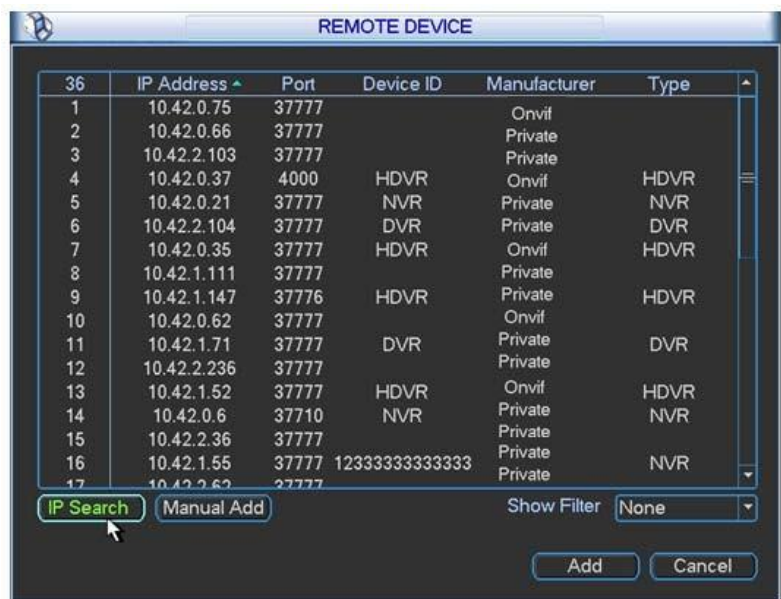 REMOTE DEVICE
36 IP Address Port Device ID Manufacturer Type
1 10.42.0.75 37777 Onvif
2 10.42.0.66 37777 Private
3 10.42.2.103 37777 Private
4 10.42.0.37 4000 HDVR Onvif HDVR
5 10.42.0.21 37777 NVR Private NVR
6 10.42.2.104 37777 DVR Private DVR
7 10.42.0.35 37777 HDVR Onvif HDVR
8 10.42.1.111 37777 Private
9 10.42.1.147 37776 HDVR Private HDVR
10 10.42.0.62 37777 Onvif
11 10.42.1.71 37777 DVR Private DVR
12 10.42.2.236 37777 Private
13 10.42.1.52 37777 HDVR Onvif HDVR
14 10.42.0.6 37710 NVR Private NVR
15 10.42.2.36 37777 Private
16 10.42.1.55 37777 12333333333333 Private NVR
17 10.42.2.62 37777 Private
IP Search Manual Add Show Filter None
Add Cancel